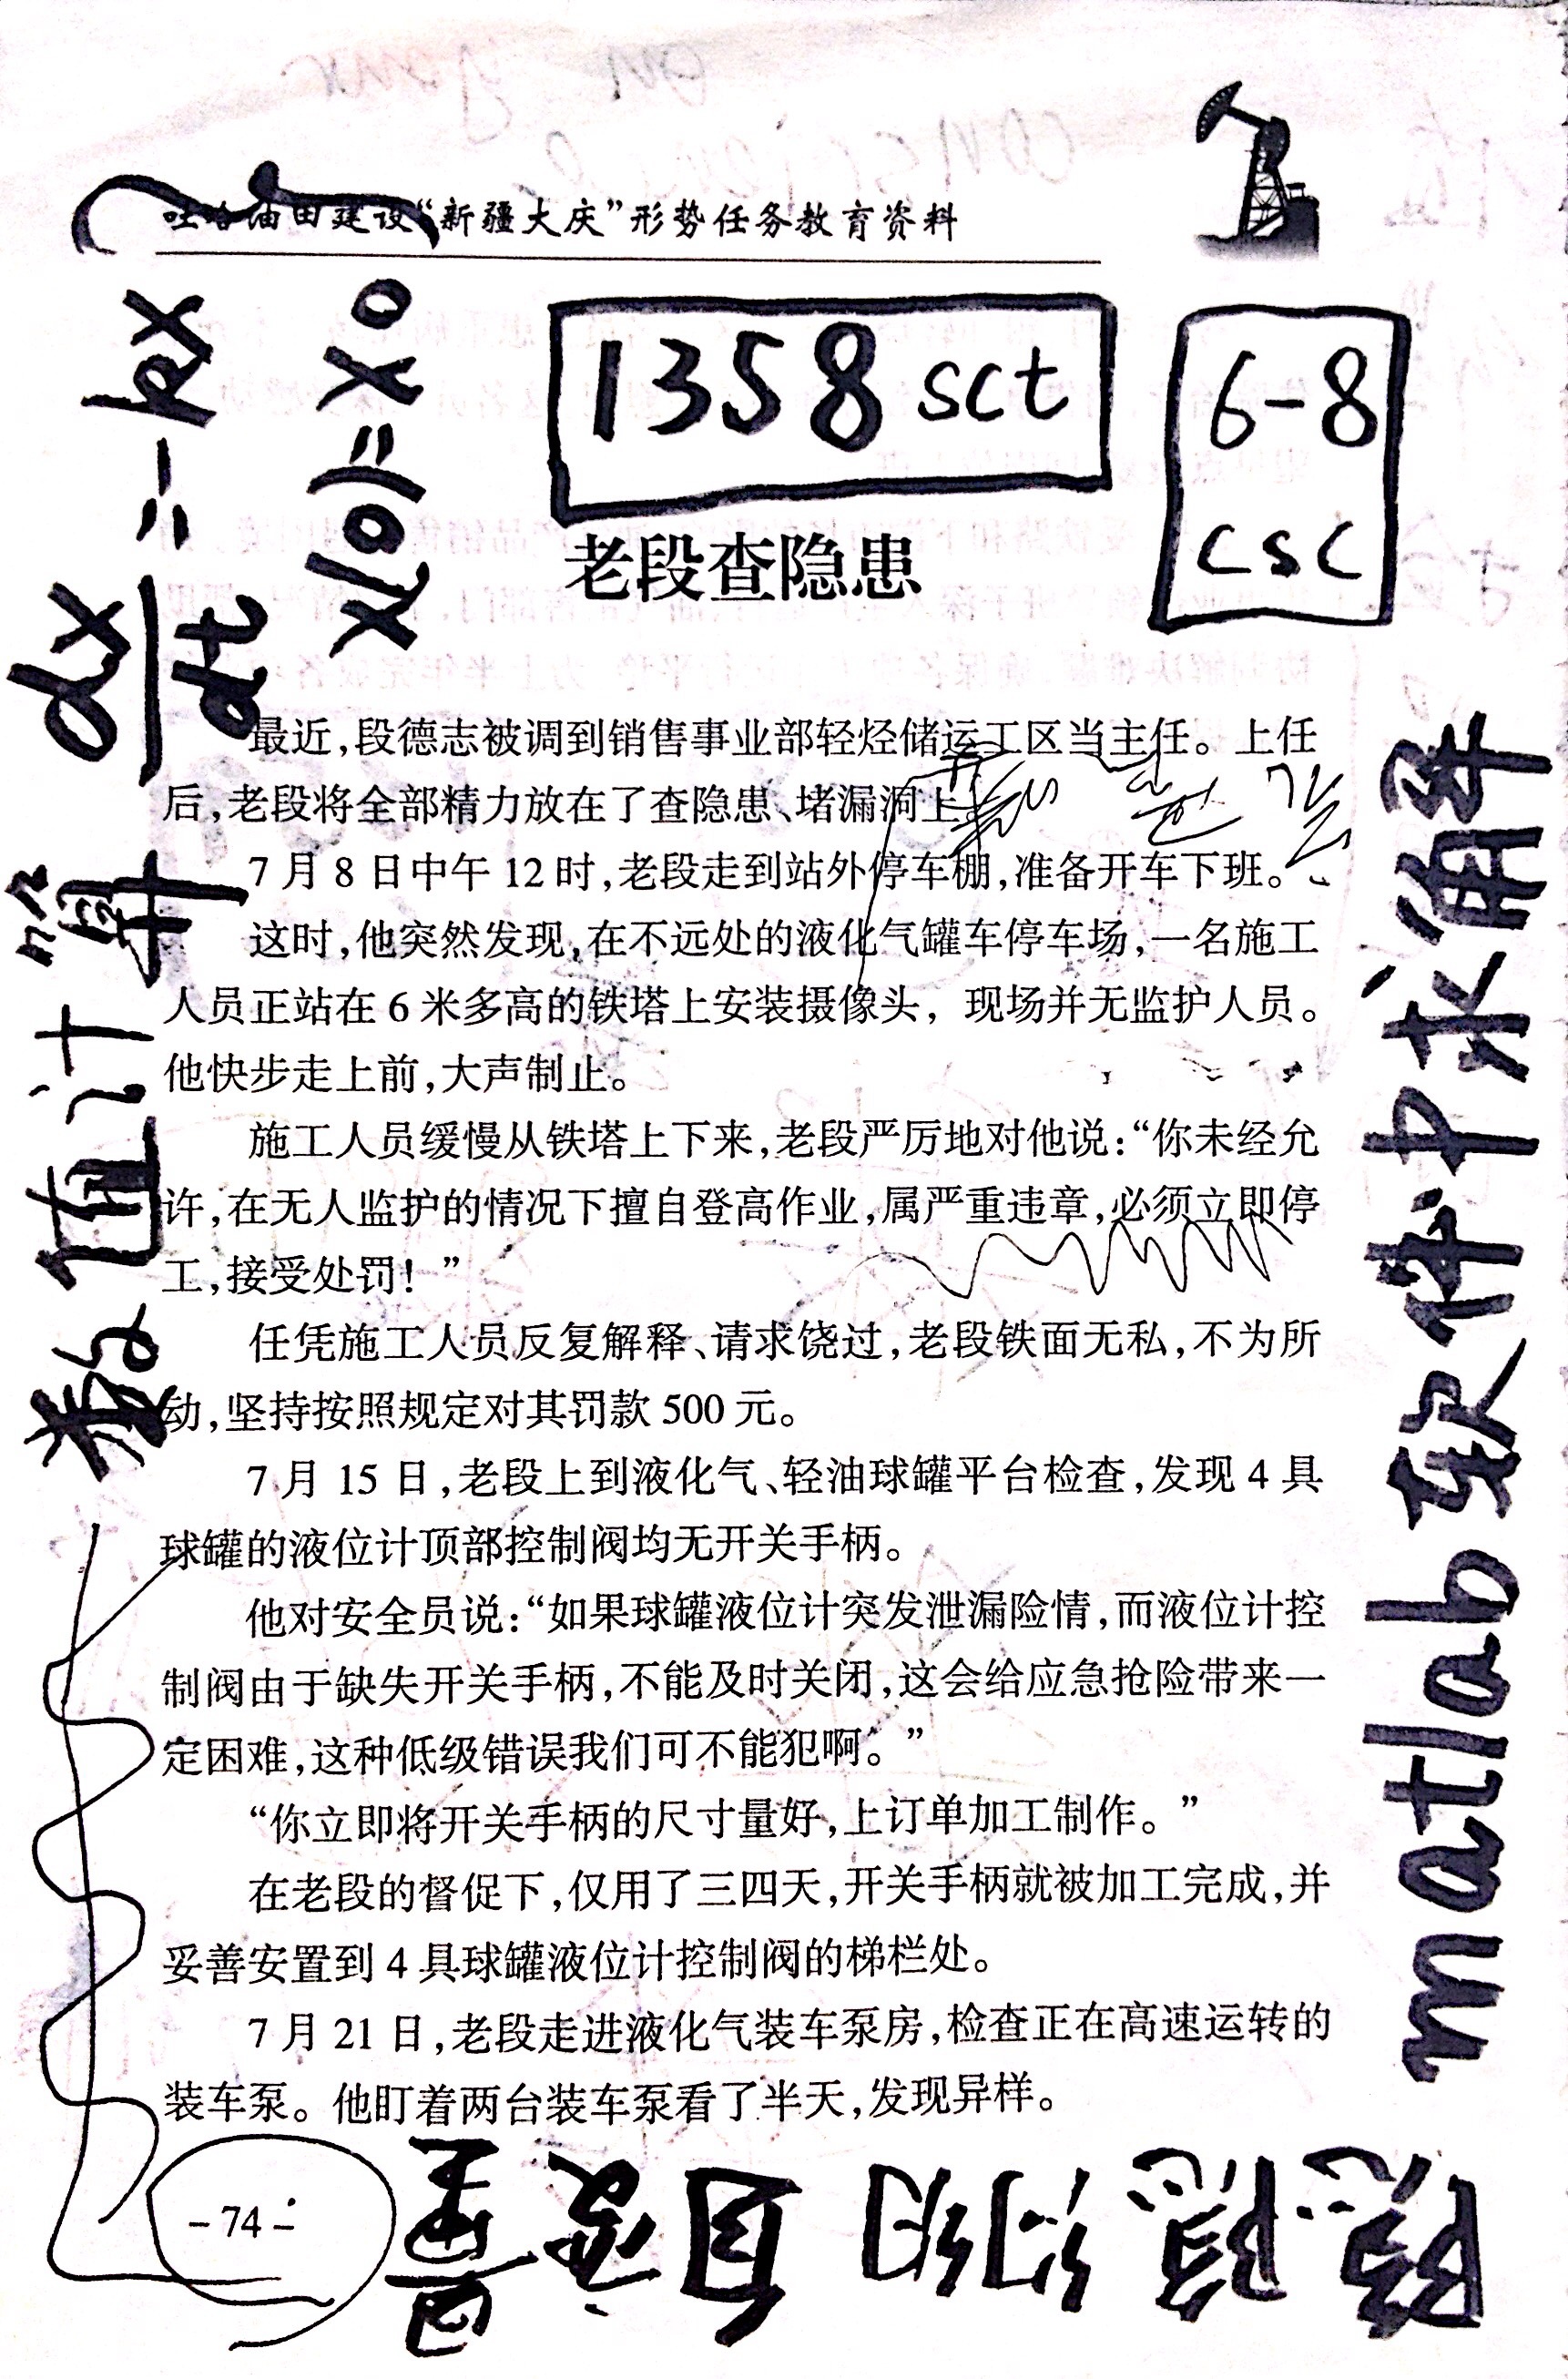 吐哈油田建设“新疆大庆”形势任务教育资料
1358 sct
6-8
csc
dx/dt = -kx
x(0) = x0
老段查隐患
最近，段德志被调到销售事业部轻烃储运工区当主任。上任
后，老段将全部精力放在了查隐患、堵漏洞上。
7 月 8 日中午 12 时，老段走到站外停车棚，准备开车下班。
这时，他突然发现，在不远处的液化气罐车停车场，一名施工
人员正站在 6 米多高的铁塔上安装摄像头，现场并无监护人员。
他快步走上前，大声制止。
施工人员缓慢从铁塔上下来，老段严厉地对他说：“你未经允
许，在无人监护的情况下擅自登高作业，属严重违章，必须立即停
工，接受处罚！”
任凭施工人员反复解释、请求饶过，老段铁面无私，不为所
动，坚持按照规定对其罚款 500 元。
7 月 15 日，老段上到液化气、轻油球罐平台检查，发现 4 具
球罐的液位计顶部控制阀均无开关手柄。
他对安全员说：“如果球罐液位计突发泄漏险情，而液位计控
制阀由于缺失开关手柄，不能及时关闭，这会给应急抢险带来一
定困难，这种低级错误我们可不能犯啊。”
“你立即将开关手柄的尺寸量好，上订单加工制作。”
在老段的督促下，仅用了三四天，开关手柄就被加工完成，并
妥善安置到 4 具球罐液位计控制阀的梯栏处。
7 月 21 日，老段走进液化气装车泵房，检查正在高速运转的
装车泵。他盯着两台装车泵看了半天，发现异样。
数值计算
matlab软件中求解
隐隐约约自变量
- 74 -